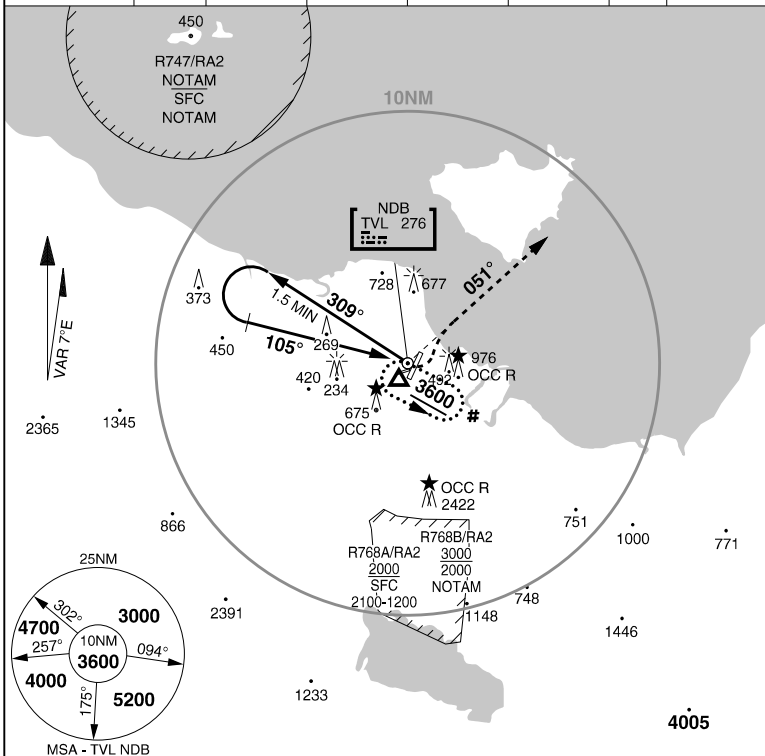 450
R747/RA2
NOTAM
SFC
NOTAM
10NM
NDB
TVL 276
728
677
051°
VAR 7°E
373
1.5 MIN
309°
450
105°
269
420
234
492
976
OCC R
3600
#
675
OCC R
2365
1345
OCC R
2422
866
751
1000
771
R768A/RA2
2000
SFC
2100-1200
R768B/RA2
3000
2000
NOTAM
2391
748
1148
1446
1233
4005
25NM
302°
3000
4700
10NM
3600
094°
257°
4000
175°
5200
MSA - TVL NDB